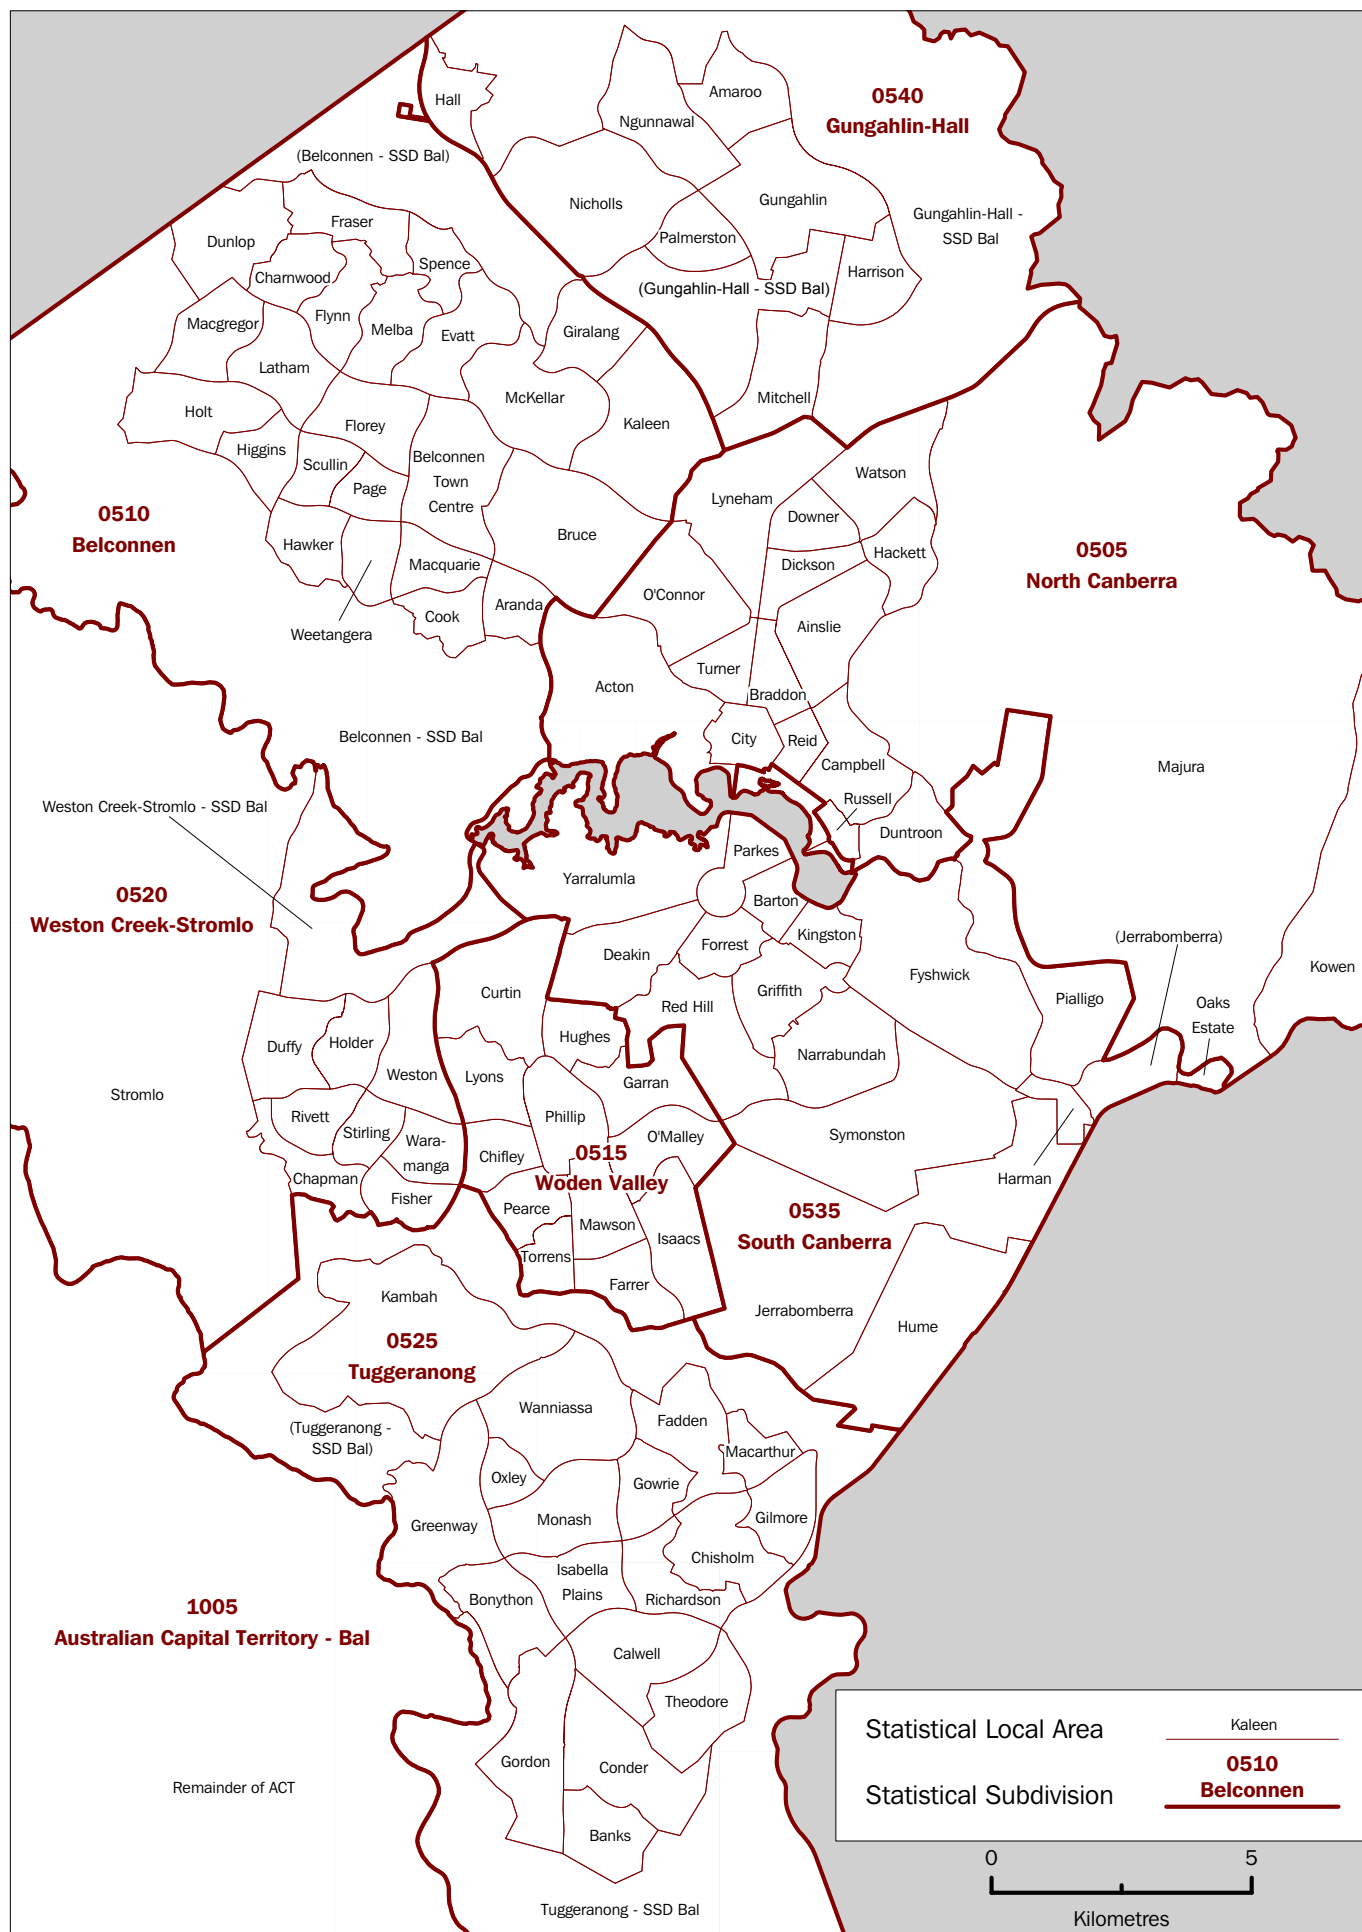 Hall
Amaroo
0540
Gungahlin-Hall
Ngunnawal
(Belconnen - SSD Bal)
Nicholls
Gungahlin
Gungahlin-Hall -
SSD Bal
Fraser
Dunlop
Palmerston
Spence
Charnwood
Harrison
(Gungahlin-Hall - SSD Bal)
Macgregor
Flynn
Melba
Evatt
Giralang
Latham
McKellar
Mitchell
Holt
Florey
Kaleen
Higgins
Scullin
Page
Belconnen
Town
Centre
Watson
Lyneham
0510
Belconnen
Downer
Bruce
Hawker
Macquarie
Dickson
Hackett
0505
North Canberra
O'Connor
Aranda
Cook
Weetangera
Ainslie
Turner
Acton
Braddon
Belconnen - SSD Bal
City
Reid
Campbell
Majura
Weston Creek-Stromlo - SSD Bal
Russell
Duntroon
Parkes
0520
Weston Creek-Stromlo
Yarralumla
Barton
Kingston
(Jerrabomberra)
Forrest
Deakin
Fyshwick
Kowen
Curtin
Griffith
Red Hill
Pialligo
Oaks
Estate
Hughes
Duffy
Holder
Narrabundah
Weston
Lyons
Garran
Stromlo
Rivett
Phillip
Stirling
O'Malley
Symonston
Wara-
manga
Chifley
0515
Woden Valley
Chapman
Harman
Fisher
Pearce
Mawson
Isaacs
0535
South Canberra
Torrens
Farrer
Kambah
Jerrabomberra
Hume
0525
Tuggeranong
Wanniassa
Fadden
(Tuggeranong -
SSD Bal)
Macarthur
Oxley
Gowrie
Greenway
Monash
Gilmore
Chisholm
Isabella
Plains
Bonython
Richardson
1005
Australian Capital Territory - Bal
Calwell
Theodore
Gordon
Conder
Remainder of ACT
Banks
Tuggeranong - SSD Bal
Statistical Local Area
Kaleen
Statistical Subdivision
0510
Belconnen
0 5
Kilometres